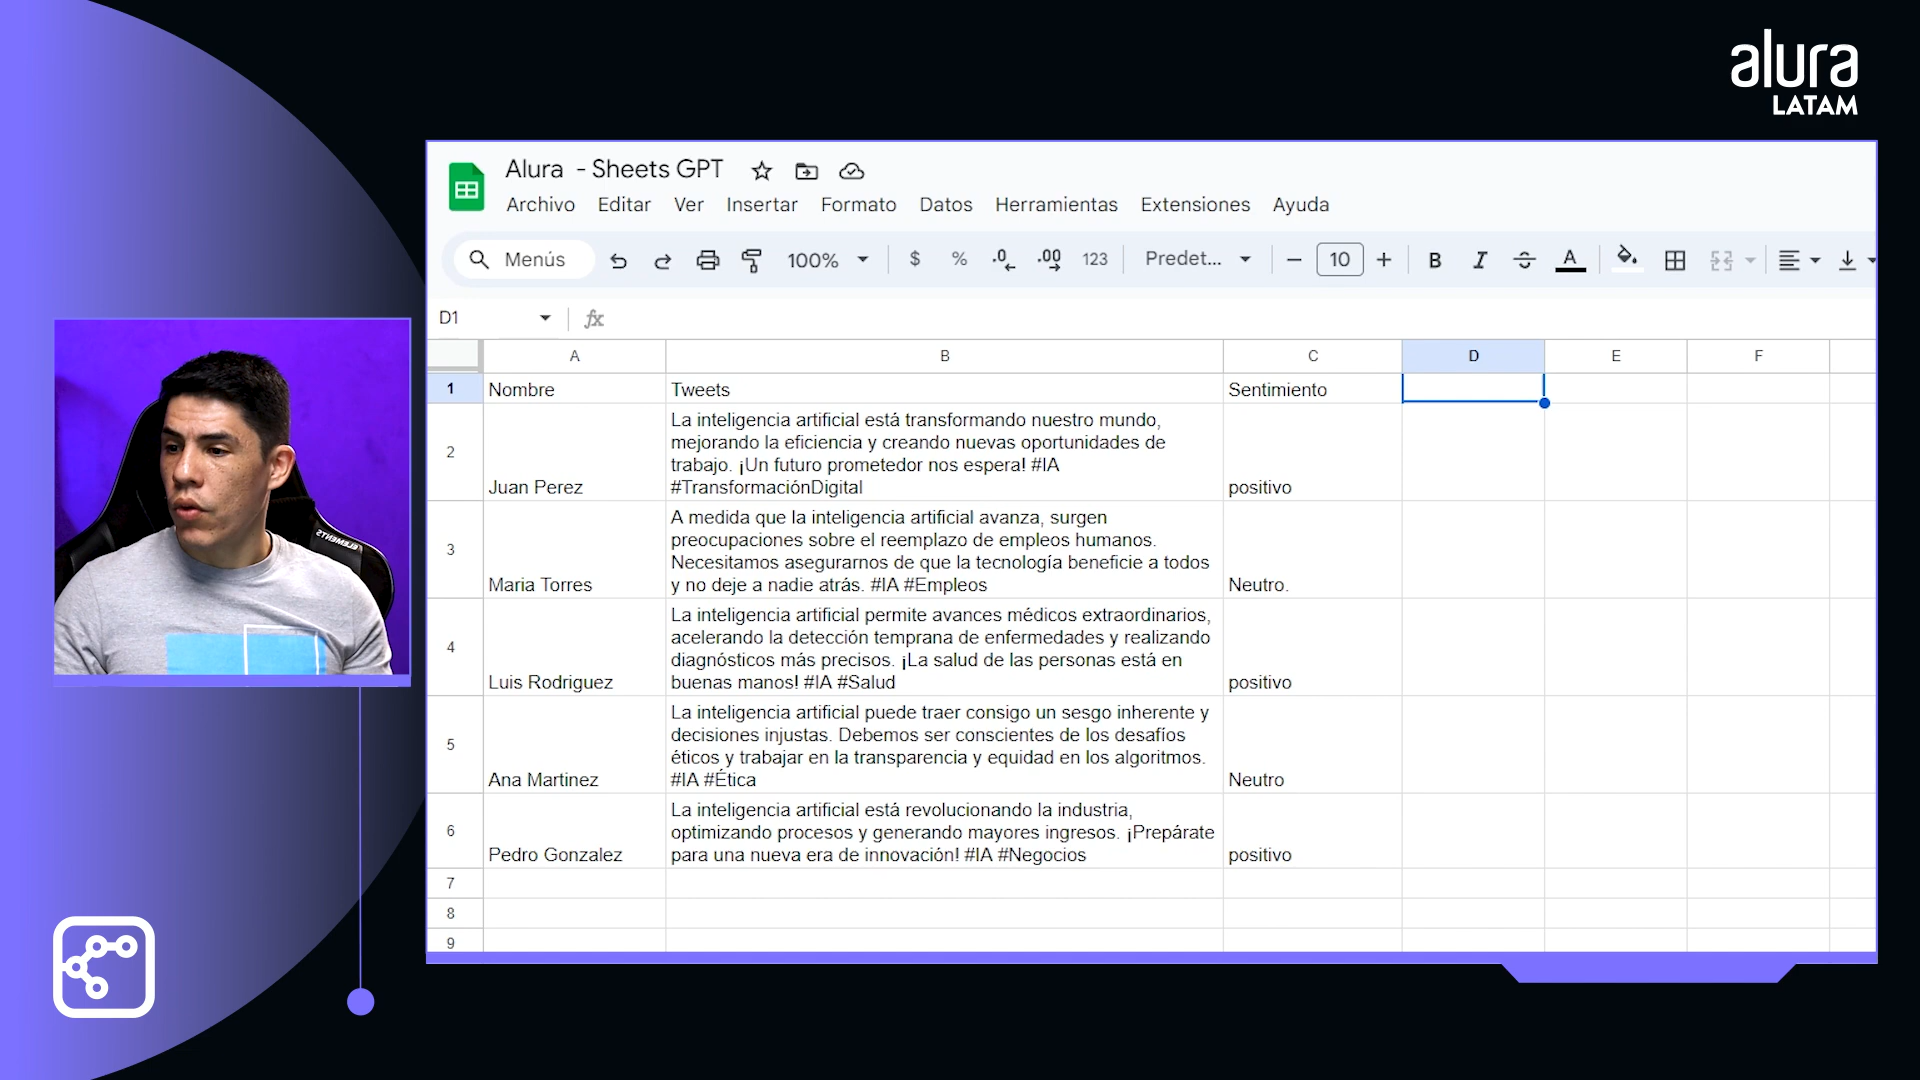 alura
LATAM
Alura - Sheets GPT
Archivo Editar Ver Insertar Formato Datos Herramientas Extensiones Ayuda
Menús 100% $ % .0 .00 123 Predet... 10 B I A
D1 fx
A B C D E F
1 Nombre Tweets Sentimiento
La inteligencia artificial está transformando nuestro mundo,
mejorando la eficiencia y creando nuevas oportunidades de
trabajo. ¡Un futuro prometedor nos espera! #IA
2 Juan Perez #TransformaciónDigital positivo
A medida que la inteligencia artificial avanza, surgen
preocupaciones sobre el reemplazo de empleos humanos.
Necesitamos asegurarnos de que la tecnología beneficie a todos
3 Maria Torres y no deje a nadie atrás. #IA #Empleos Neutro.
La inteligencia artificial permite avances médicos extraordinarios,
acelerando la detección temprana de enfermedades y realizando
diagnósticos más precisos. ¡La salud de las personas está en
4 Luis Rodriguez buenas manos! #IA #Salud positivo
La inteligencia artificial puede traer consigo un sesgo inherente y
decisiones injustas. Debemos ser conscientes de los desafíos
éticos y trabajar en la transparencia y equidad en los algoritmos.
5 Ana Martinez #IA #Ética Neutro
La inteligencia artificial está revolucionando la industria,
optimizando procesos y generando mayores ingresos. ¡Prepárate
6 Pedro Gonzalez para una nueva era de innovación! #IA #Negocios positivo
7
8
9
ELEMENTS